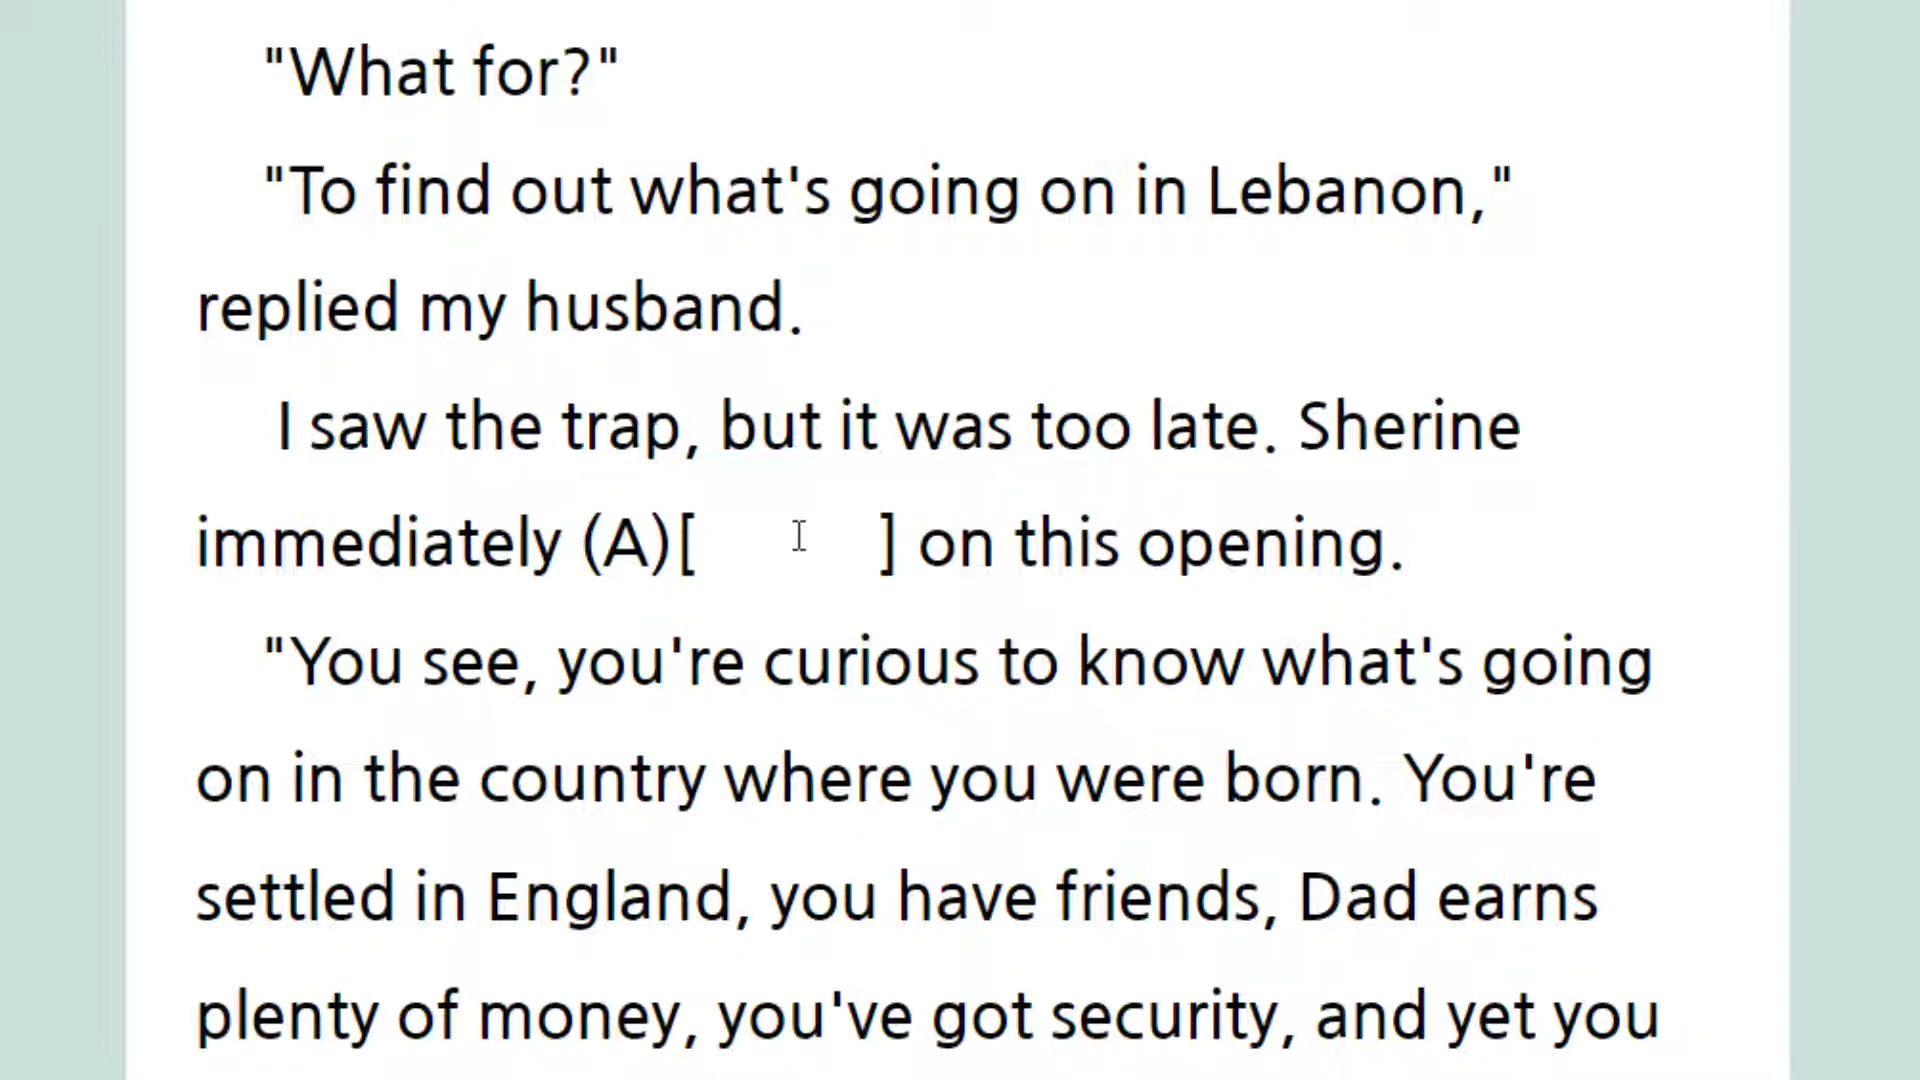 "What for?"
"To find out what's going on in Lebanon,"
replied my husband.
I saw the trap, but it was too late. Sherine
immediately (A)[ ] on this opening.
"You see, you're curious to know what's going
on in the country where you were born. You're
settled in England, you have friends, Dad earns
plenty of money, you've got security, and yet you